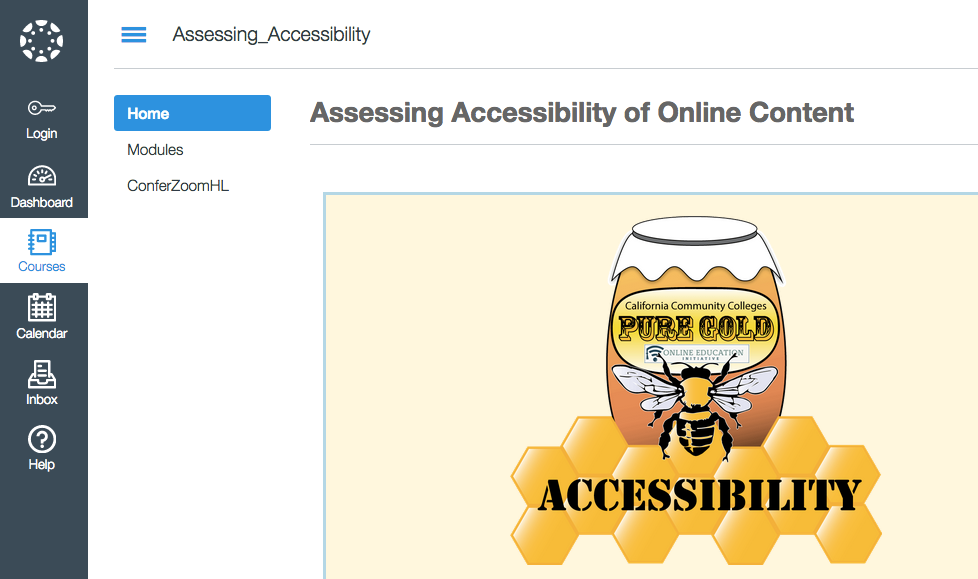 Assessing_Accessibility
Login
Dashboard
Courses
Calendar
Inbox
Help
Home
Modules
ConferZoomHL
Assessing Accessibility of Online Content
California Community Colleges
PURE GOLD
ONLINE EDUCATION
INITIATIVE
ACCESSIBILITY